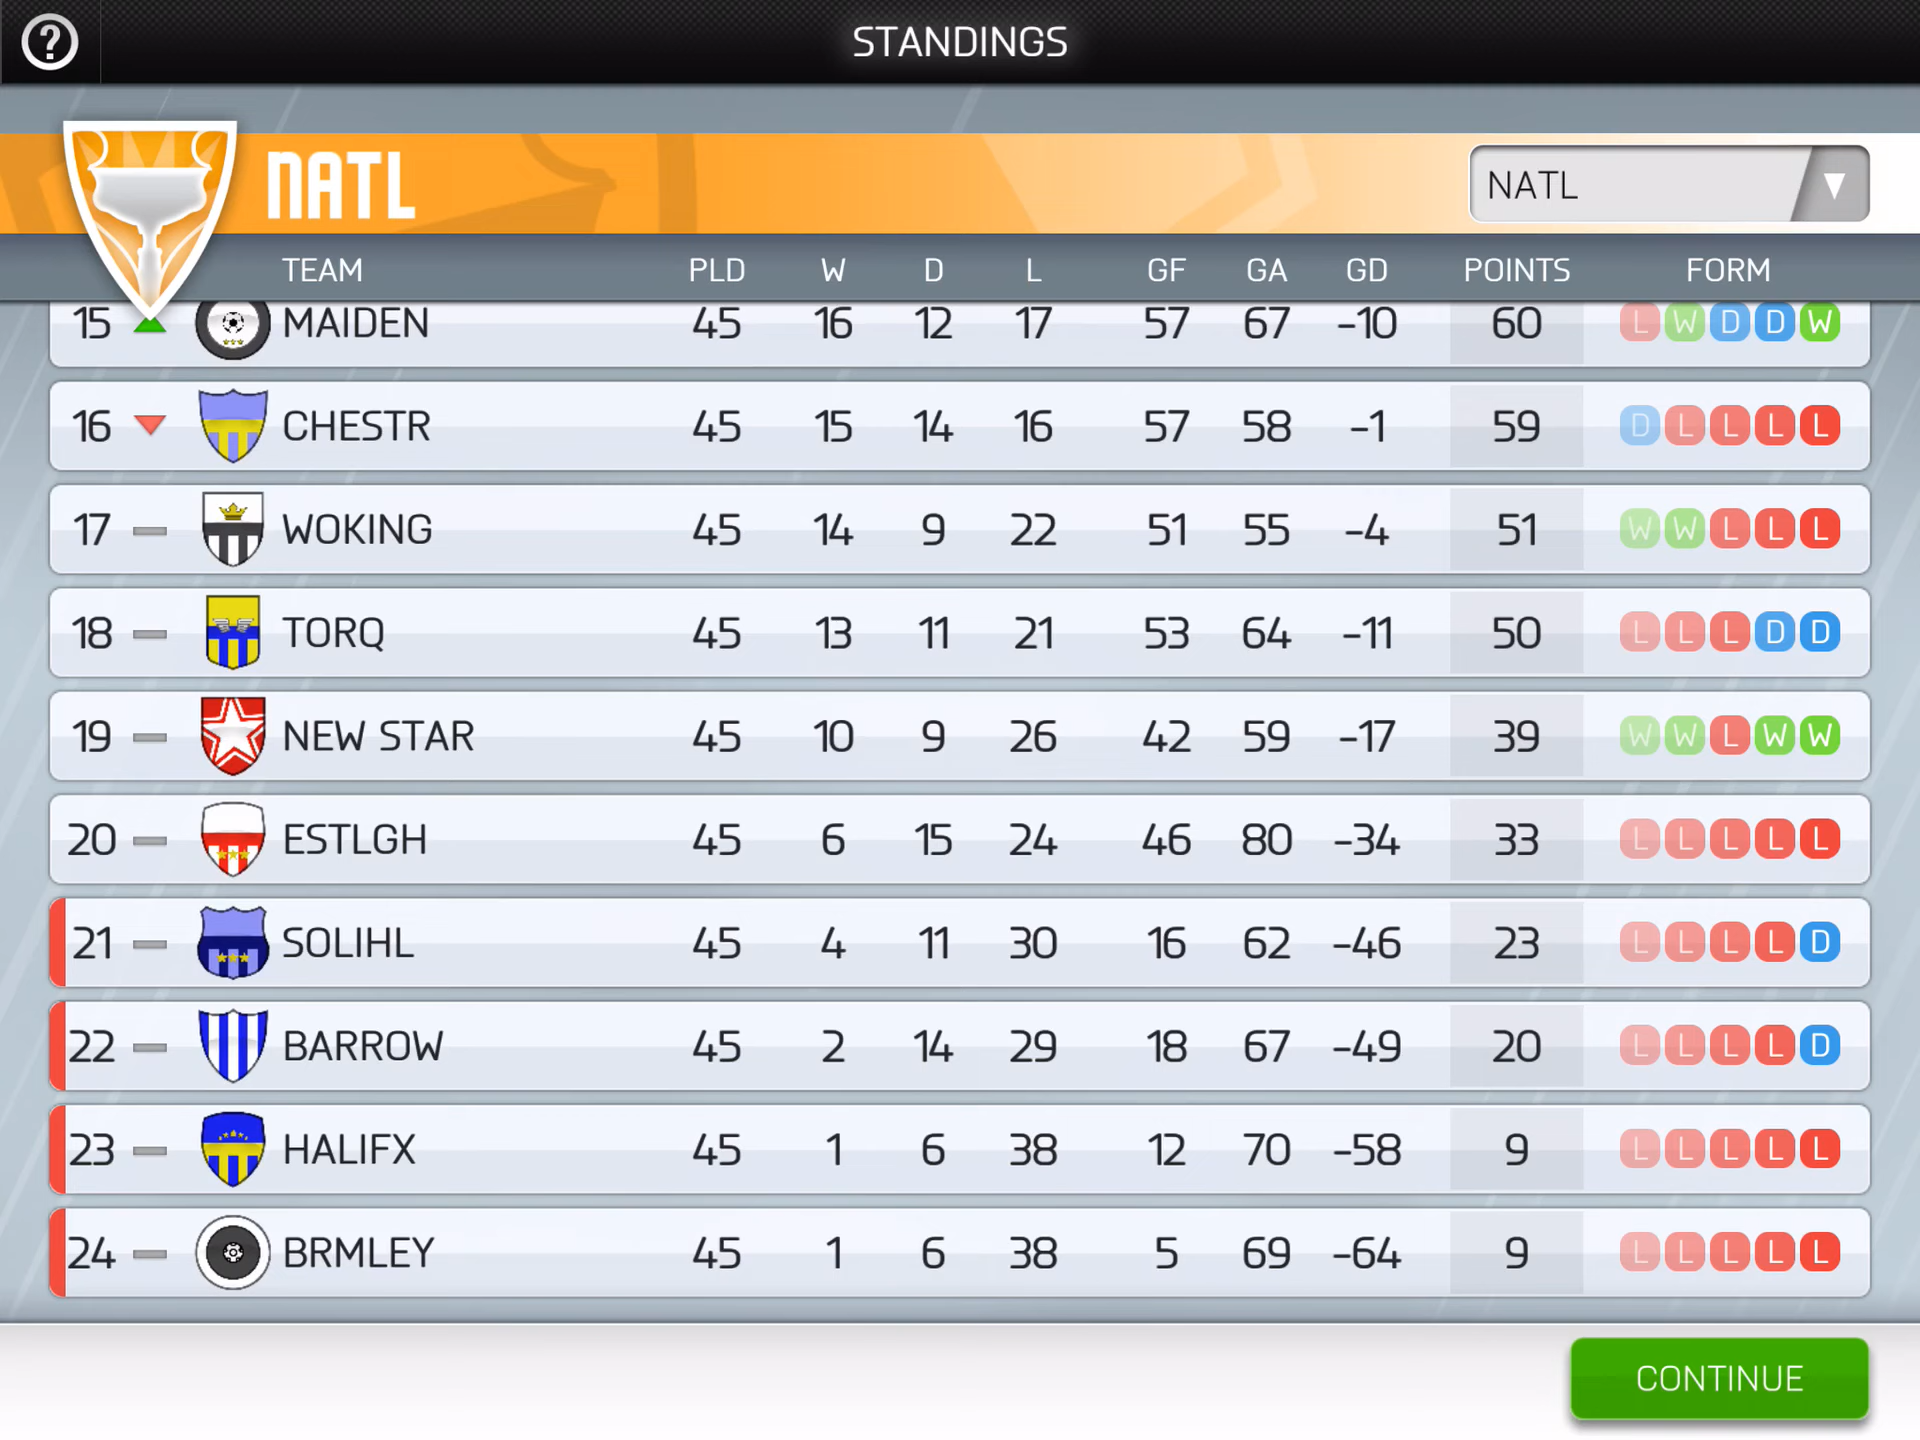 ?
STANDINGS
NATL
NATL
TEAM PLD W D L GF GA GD POINTS FORM
15 MAIDEN 45 16 12 17 57 67 -10 60 L W D D W
16 CHESTR 45 15 14 16 57 58 -1 59 D L L L L
17 WOKING 45 14 9 22 51 55 -4 51 W W L L L
18 TORQ 45 13 11 21 53 64 -11 50 L L L D D
19 NEW STAR 45 10 9 26 42 59 -17 39 W W L W W
20 ESTLGH 45 6 15 24 46 80 -34 33 L L L L L
21 SOLIHL 45 4 11 30 16 62 -46 23 L L L L D
22 BARROW 45 2 14 29 18 67 -49 20 L L L L D
23 HALIFX 45 1 6 38 12 70 -58 9 L L L L L
24 BRMLEY 45 1 6 38 5 69 -64 9 L L L L L
CONTINUE